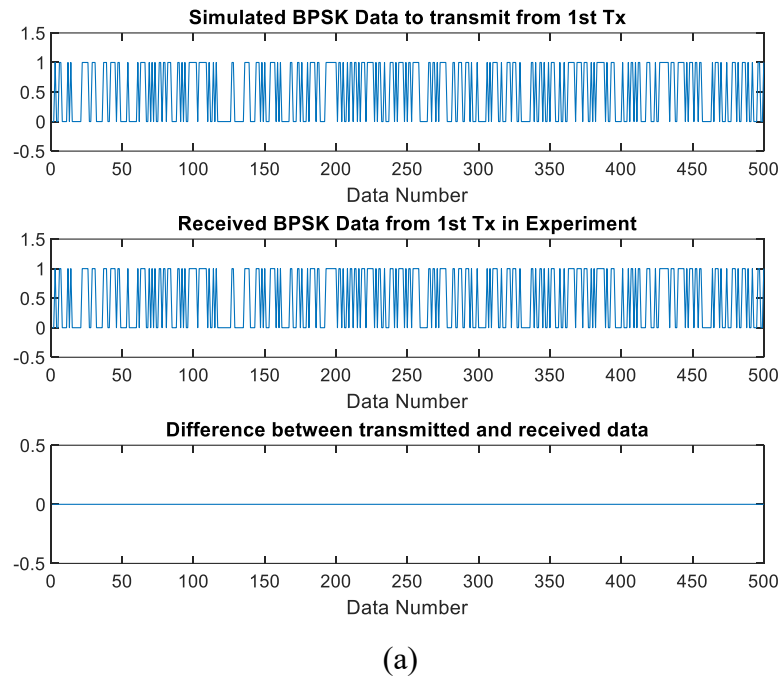 Simulated BPSK Data to transmit from 1st Tx
1.5
1
0.5
0
-0.5
0 50 100 150 200 250 300 350 400 450 500
Data Number
Received BPSK Data from 1st Tx in Experiment
1.5
1
0.5
0
-0.5
0 50 100 150 200 250 300 350 400 450 500
Data Number
Difference between transmitted and received data
0.5
0
-0.5
0 50 100 150 200 250 300 350 400 450 500
Data Number
(a)